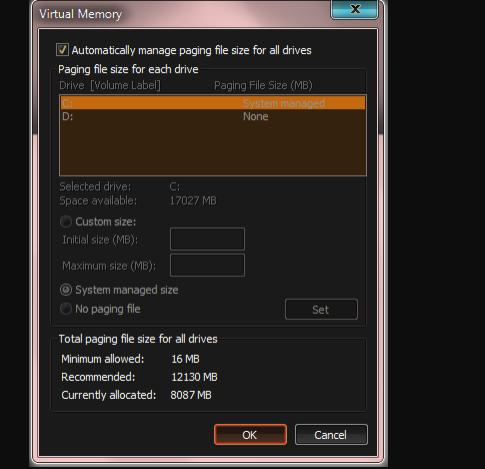 Virtual Memory
Automatically manage paging file size for all drives
Paging file size for each drive
Drive [Volume Label] Paging File Size (MB)
C: System managed
D: None
Selected drive: C:
Space available: 17027 MB
Custom size:
Initial size (MB):
Maximum size (MB):
System managed size
No paging file Set
Total paging file size for all drives
Minimum allowed: 16 MB
Recommended: 12130 MB
Currently allocated: 8087 MB
OK Cancel